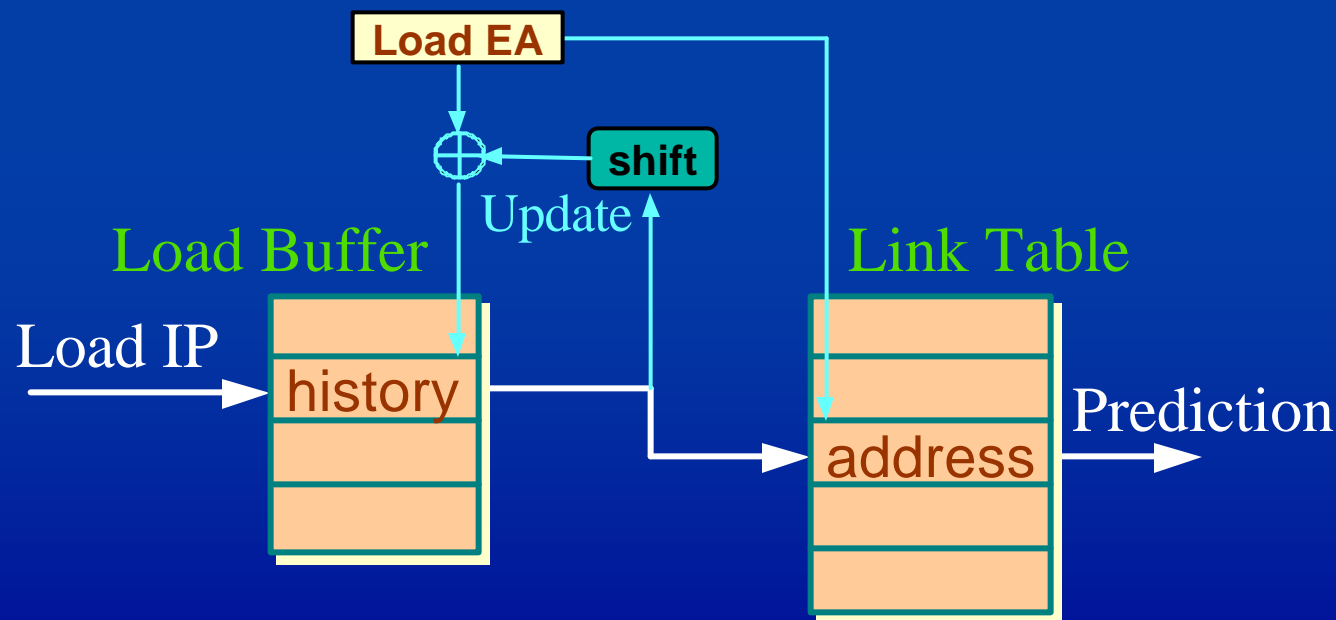 Load EA
shift
Update
Load Buffer
Link Table
Load IP
history
Prediction
address